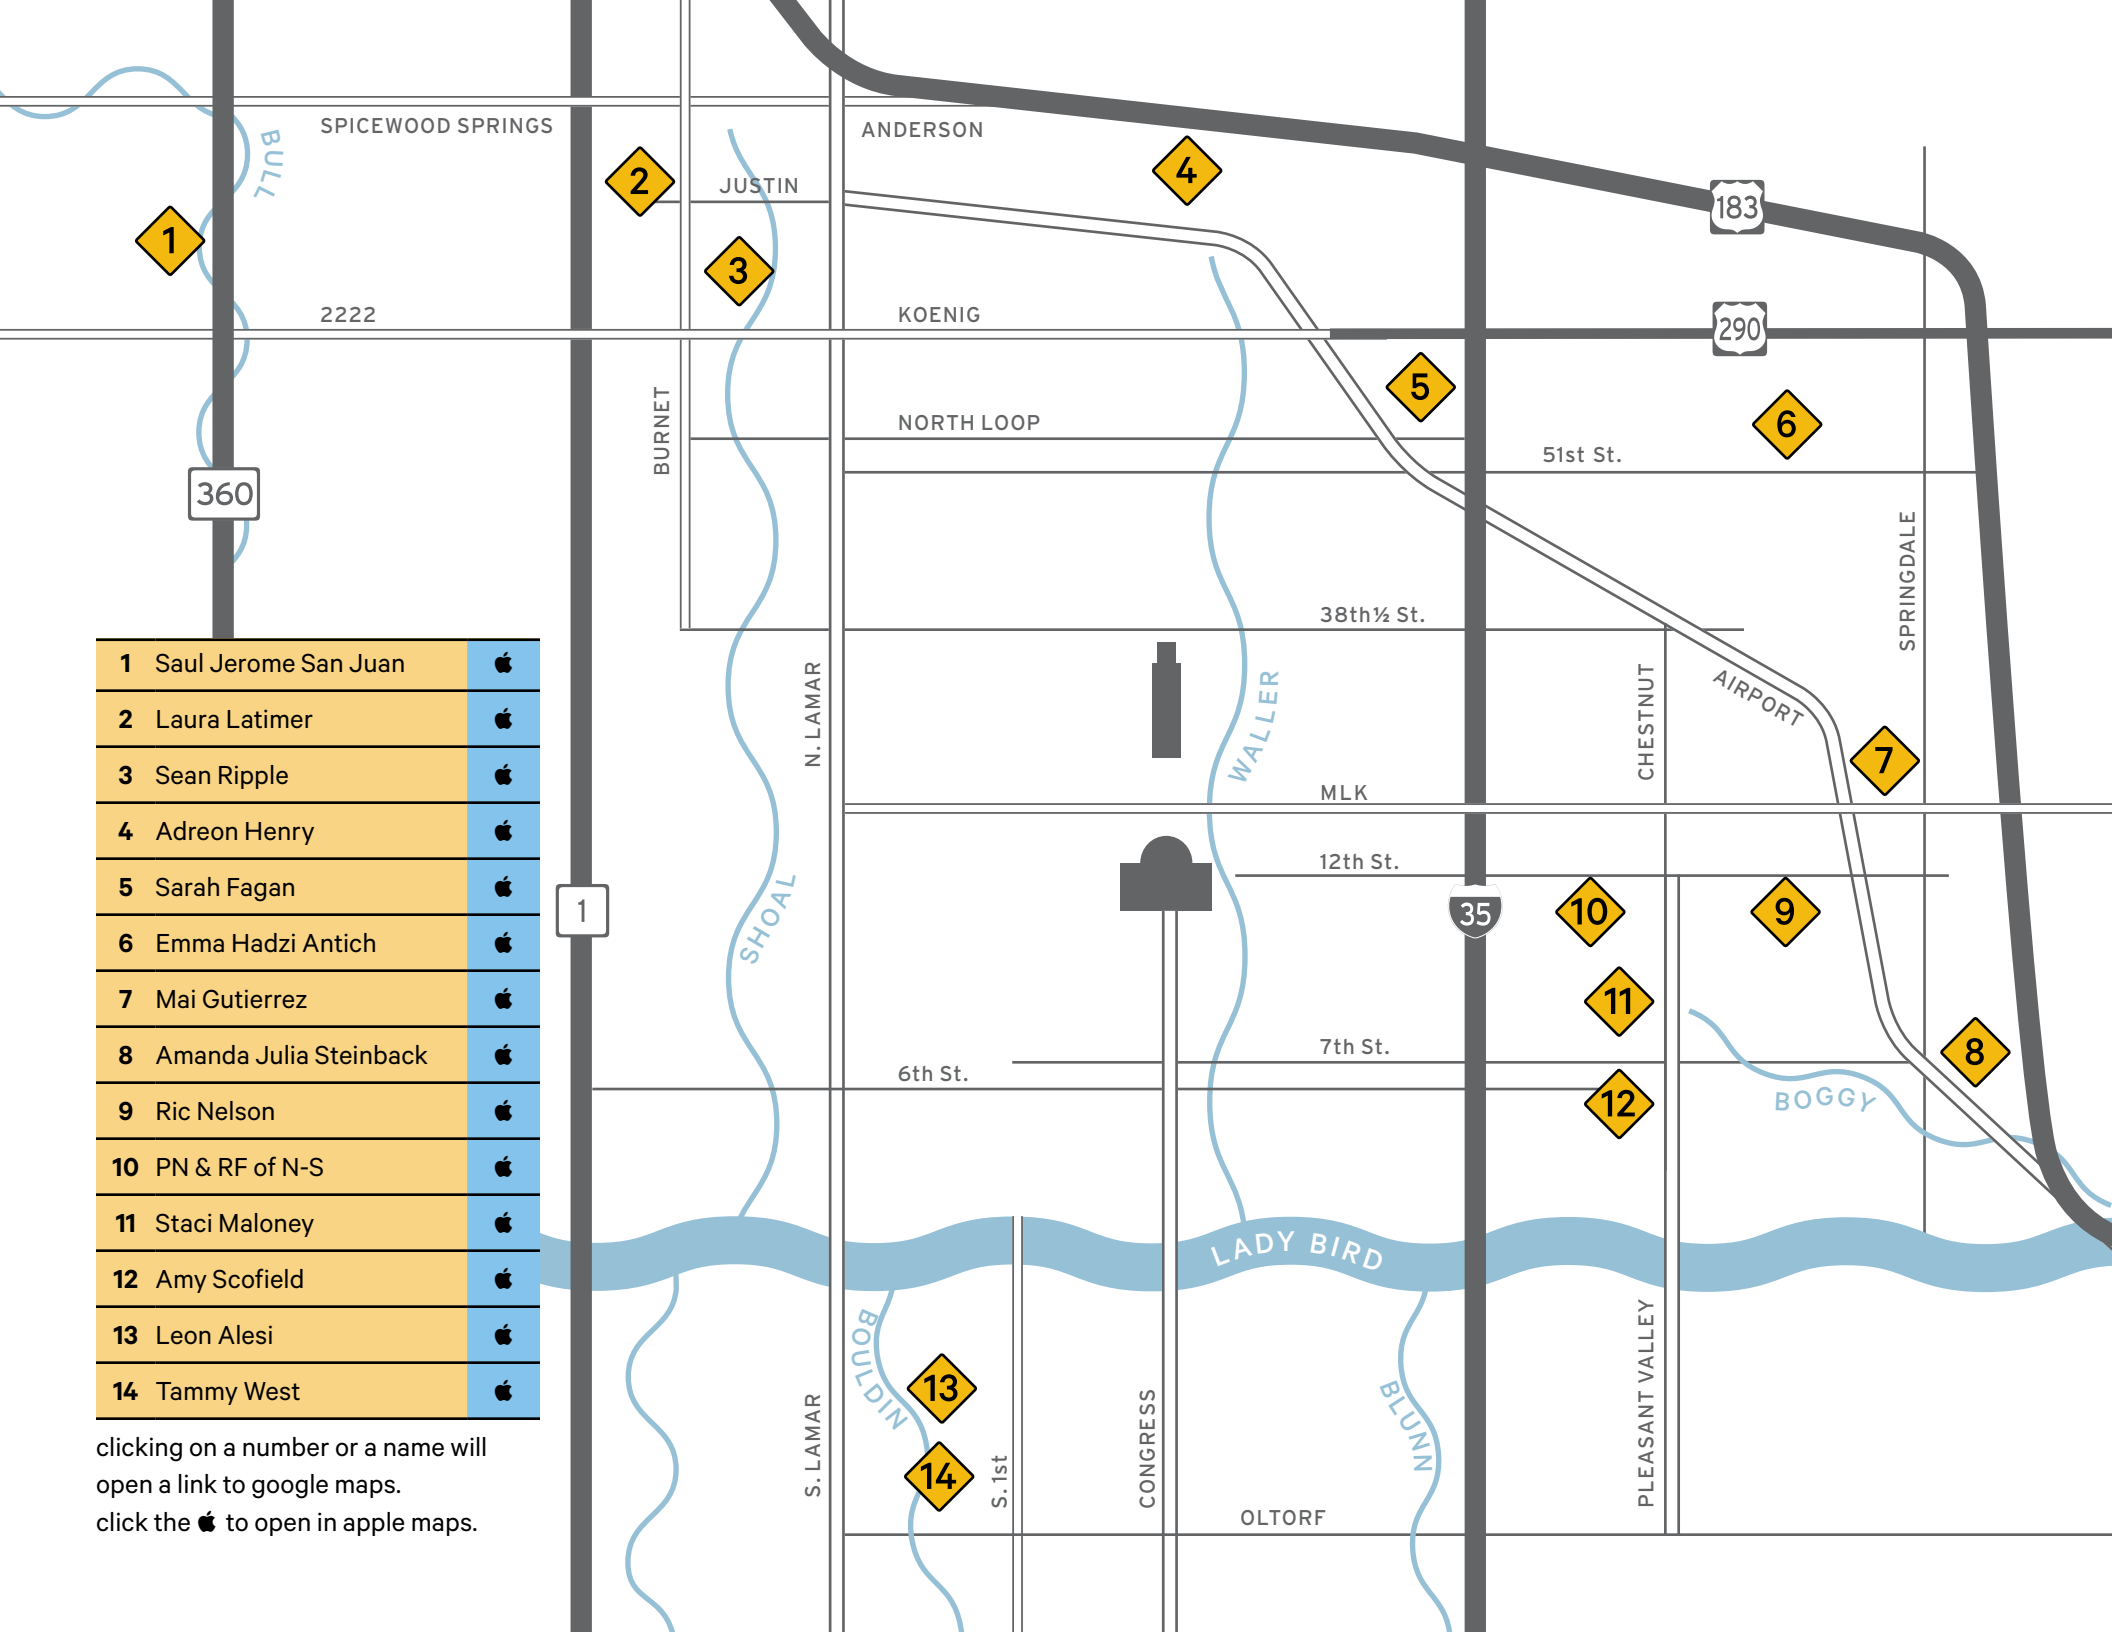 SPICEWOOD SPRINGS
ANDERSON
BULL
JUSTIN
2
4
3
1
183
2222
KOENIG
290
BURNET
NORTH LOOP
5
6
51st St.
360
SPRINGDALE
38th½ St.
N. LAMAR
WALLER
CHESTNUT
AIRPORT
7
MLK
12th St.
SHOAL
1
35
10
9
11
7th St.
6th St.
8
12
BOGGY
LADY BIRD
BOULDIN
13
14
S. LAMAR
S. 1st
CONGRESS
BLUNN
PLEASANT VALLEY
OLTORF
1 Saul Jerome San Juan
2 Laura Latimer
3 Sean Ripple
4 Adreon Henry
5 Sarah Fagan
6 Emma Hadzi Antich
7 Mai Gutierrez
8 Amanda Julia Steinback
9 Ric Nelson
10 PN & RF of N-S
11 Staci Maloney
12 Amy Scofield
13 Leon Alesi
14 Tammy West
clicking on a number or a name will
open a link to google maps.
click the to open in apple maps.